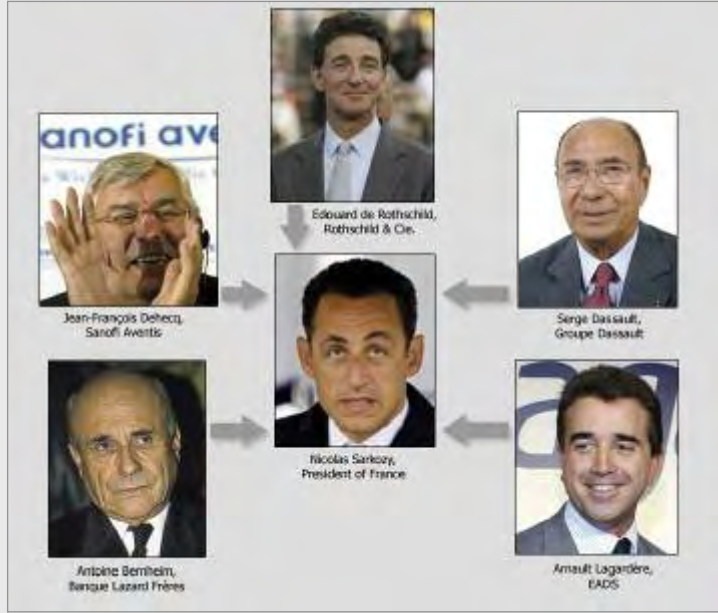 anofi ave
Edouard de Rothschild,
Rothschild & Cie.
Jean-François Dehecq,
Sanofi Aventis
Serge Dassault,
Groupe Dassault
Nicolas Sarkozy,
President of France
Antoine Bernheim,
Banque Lazard Frères
Arnault Lagardère,
EADS